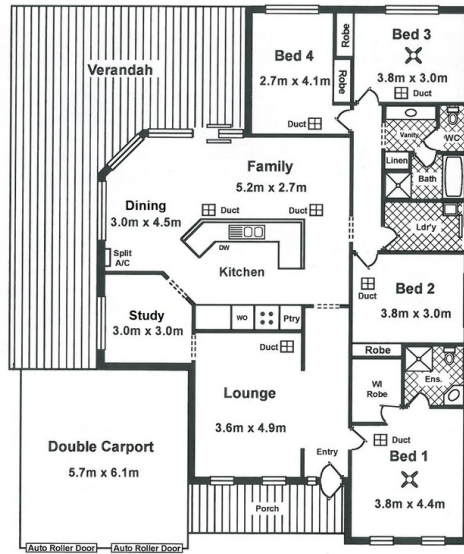 Verandah
Bed 4
2.7m x 4.1m
Duct
Robe
Robe
Bed 3
3.8m x 3.0m
Duct
Vanity
WC
Linen
Bath
Ldr'y
Family
5.2m x 2.7m
Dining
3.0m x 4.5m
Duct
Duct
Split
A/C
DW
Kitchen
WO
Ptry
Study
3.0m x 3.0m
Duct
Bed 2
3.8m x 3.0m
Robe
WI
Robe
Ens.
Duct
Lounge
3.6m x 4.9m
Entry
Duct
Bed 1
3.8m x 4.4m
Double Carport
5.7m x 6.1m
Porch
Auto Roller Door
Auto Roller Door